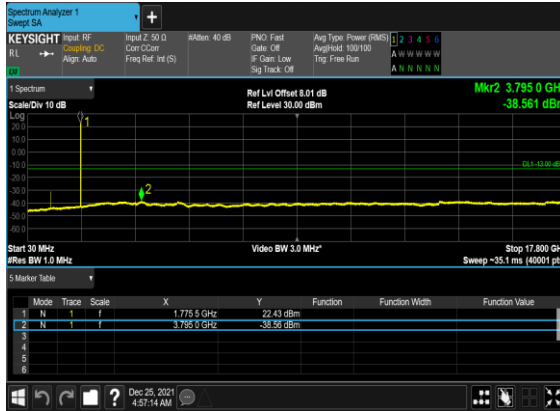 Spectrum Analyzer 1
Swept SA
+
KEYSIGHT Input: RF Input Z: 50 Ω #Atten: 40 dB PNO: Fast Avg Type: Power (RMS) 1 2 3 4 5 6
RL Coupling: DC Corr CCorr Gate: Off Avg|Hold: 100/100 A W W W W W
Align: Auto Freq Ref: Int (S) IF Gain: Low Trig: Free Run
Sig Track: Off A N N N N N
1 Spectrum Ref Lvl Offset 8.01 dB Mkr2 3.795 0 GH
Scale/Div 10 dB Ref Level 30.00 dBm -38.561 dBr
Log
20.0
10.0
0.00
-10.0
-20.0
-30.0
-40.0
-50.0
-60.0
1
DL1 -13.00 dB
2
Start 30 MHz Video BW 3.0 MHz* Stop 17.800 GH
#Res BW 1.0 MHz Sweep ~35.1 ms (40001 pt
5 Marker Table
Mode Trace Scale X Y Function Function Width Function Value
1 N 1 f 1.775 5 GHz 22.43 dBm
2 N 1 f 3.795 0 GHz -38.56 dBm
3
4
5
6
? Dec 25, 2021
4:57:14 AM